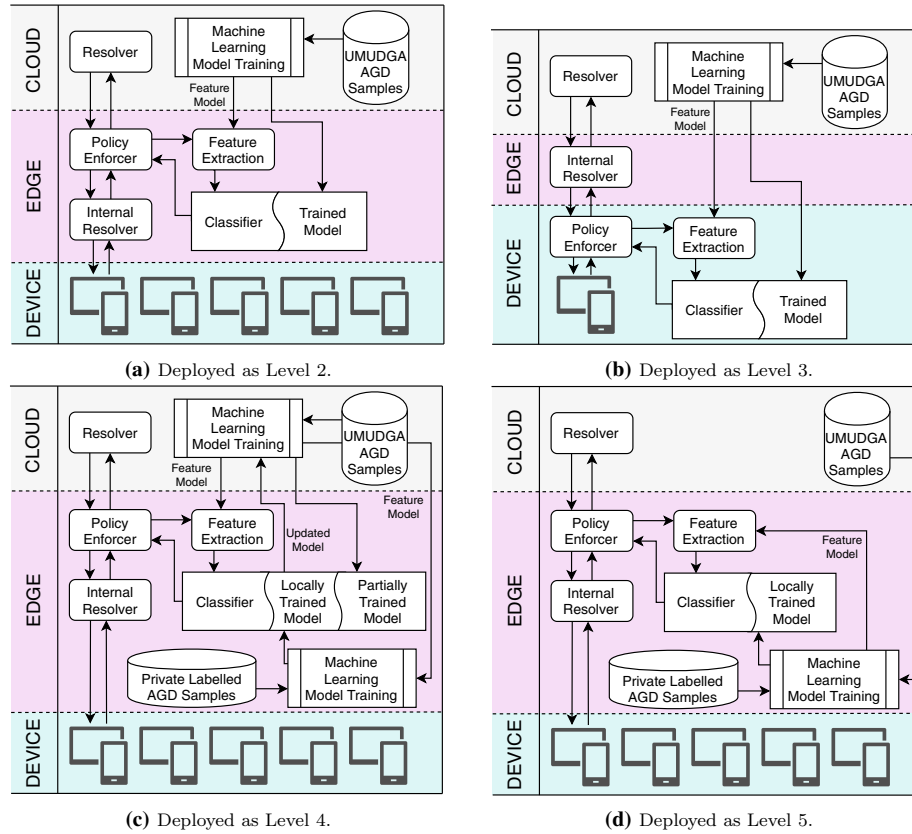 CLOUD
Resolver
Machine
Learning
Model Training
UMUDGA
AGD
Samples
Feature
Model
EDGE
Policy
Enforcer
Feature
Extraction
Internal
Resolver
Classifier
Trained
Model
DEVICE
(a) Deployed as Level 2.
CLOUD
Resolver
Machine
Learning
Model Training
UMUDGA
AGD
Samples
Feature
Model
EDGE
Internal
Resolver
DEVICE
Policy
Enforcer
Feature
Extraction
Classifier
Trained
Model
(b) Deployed as Level 3.
CLOUD
Resolver
Machine
Learning
Model Training
UMUDGA
AGD
Samples
Feature
Model
Feature
Model
EDGE
Policy
Enforcer
Feature
Extraction
Updated
Model
Internal
Resolver
Classifier
Locally
Trained
Model
Partially
Trained
Model
Private Labelled
AGD Samples
Machine
Learning
Model Training
DEVICE
(c) Deployed as Level 4.
CLOUD
Resolver
UMUDGA
AGD
Samples
EDGE
Policy
Enforcer
Feature
Extraction
Feature
Model
Internal
Resolver
Classifier
Locally
Trained
Model
Private Labelled
AGD Samples
Machine
Learning
Model Training
DEVICE
(d) Deployed as Level 5.